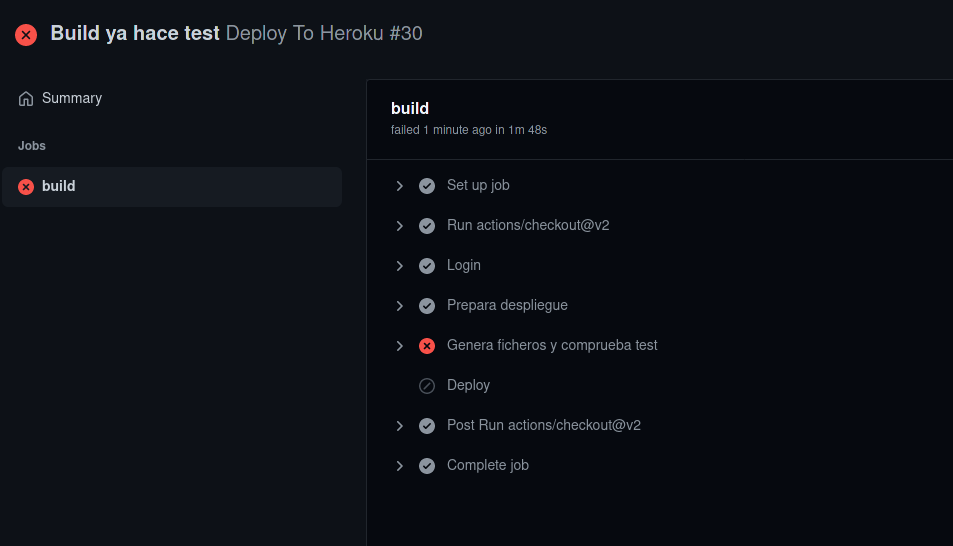 Build ya hace test Deploy To Heroku #30
Summary
Jobs
build
build
failed 1 minute ago in 1m 48s
Set up job
Run actions/checkout@v2
Login
Prepara despliegue
Genera ficheros y comprueba test
Deploy
Post Run actions/checkout@v2
Complete job